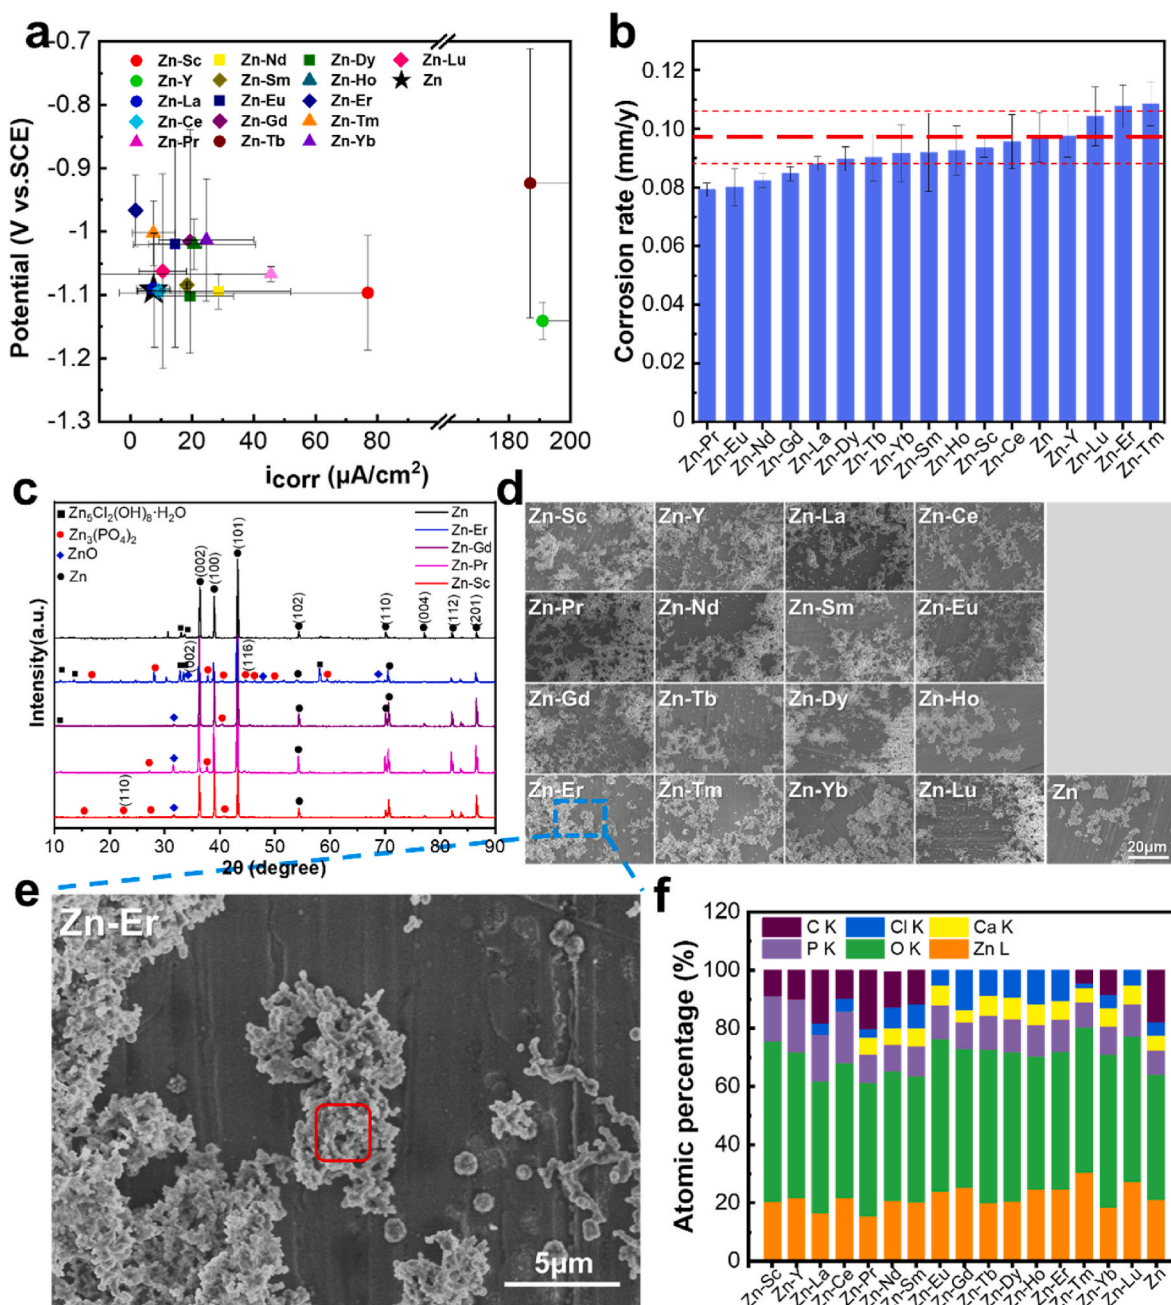 a
-0.7
-0.8
-0.9
-1
-1.1
-1.2
-1.3
Potential (V vs.SCE)
Zn-Sc Zn-Nd Zn-Dy Zn-Lu
Zn-Y Zn-Sm Zn-Ho Zn
Zn-La Zn-Eu Zn-Er
Zn-Ce Zn-Gd Zn-Tm
Zn-Pr Zn-Tb Zn-Yb
0 20 40 60 80 190 200
icorr (μA/cm²)
b
0.12
0.10
0.08
0.06
0.04
0.02
0
Corrosion rate (mm/y)
Zn-Pr Zn-Eu Zn-Nd Zn-Gd Zn-La Zn-Dy Zn-Tb Zn-Yb Zn-Sm Zn-Ho Zn-Sc Zn-Ce Zn Zn-Y Zn-Lu Zn-Er Zn-Tm
c
Zn₅Cl₂(OH)₈·H₂O
Zn₃(PO₄)₂
ZnO
Zn
Zn
Zn-Er
Zn-Gd
Zn-Pr
Zn-Sc
(002) (100) (101) (102) (110) (004) (112) (201)
(002) (116)
(110)
Intensity(a.u.)
10 20 30 40 50 60 70 80 90
2θ (degree)
d
Zn-Sc Zn-Y Zn-La Zn-Ce
Zn-Pr Zn-Nd Zn-Sm Zn-Eu
Zn-Gd Zn-Tb Zn-Dy Zn-Ho
Zn-Er Zn-Tm Zn-Yb Zn-Lu Zn
20μm
e
Zn-Er
5μm
f
120
100
80
60
40
20
0
Atomic percentage (%)
C K Cl K Ca K
P K O K Zn L
Zn-Sc Zn-Y Zn-La Zn-Ce Zn-Pr Zn-Nd Zn-Sm Zn-Eu Zn-Gd Zn-Tb Zn-Dy Zn-Ho Zn-Er Zn-Tm Zn-Yb Zn-Lu Zn